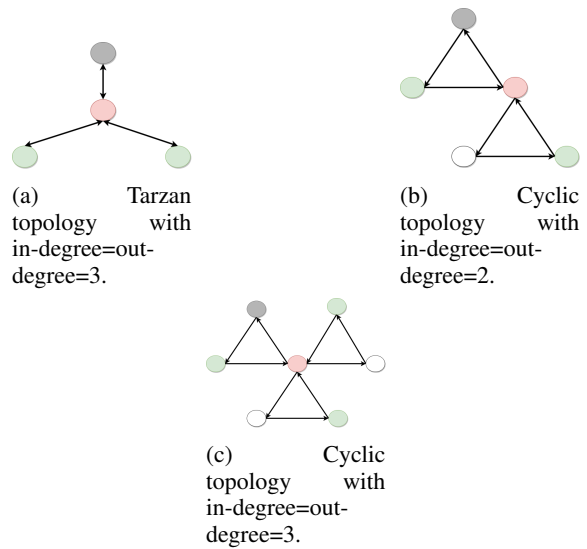 (a) Tarzan
topology with
in-degree=out-
degree=3.
(b) Cyclic
topology with
in-degree=out-
degree=2.
(c) Cyclic
topology with
in-degree=out-
degree=3.